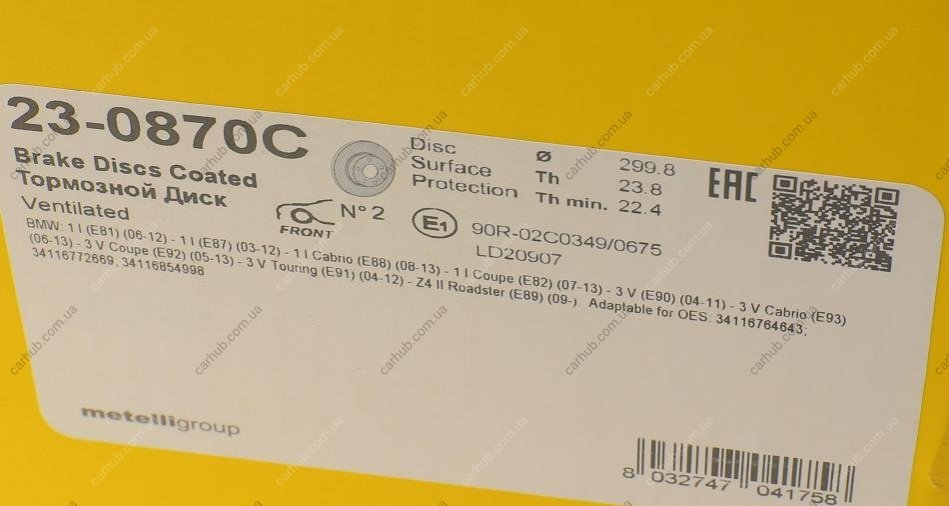 23-0870C
Brake Discs Coated
Тормозной Диск
Ventilated
FRONT
N°2
Disc
Surface
Protection
Ø 299.8
Th 23.8
Th min. 22.4
E1
90R-02C0349/0675
LD20907
EAC
BMW: 1 I (E81) (06-12) - 1 I (E87) (03-12) - 1 I Cabrio (E88) (08-13) - 1 I Coupe (E82) (07-13) - 3 V (E90) (04-11) - 3 V Cabrio (E93)
(06-13) - 3 V Coupe (E92) (05-13) - 3 V Touring (E91) (04-12) - Z4 II Roadster (E89) (09-). Adaptable for OES: 34116764643;
34116772669; 34116854998
metelligroup
8 032747 041758
carhub.com.ua